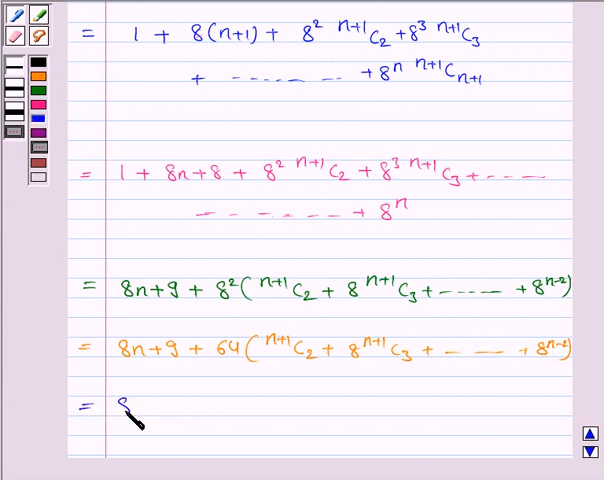 = 1 + 8(n+1) + 8² ⁿ⁺¹C₂ + 8³ ⁿ⁺¹C₃
+ ------ + 8ⁿ ⁿ⁺¹Cₙ₊₁
= 1 + 8n + 8 + 8² ⁿ⁺¹C₂ + 8³ ⁿ⁺¹C₃ + ----
------ + 8ⁿ
= 8n + 9 + 8² ( ⁿ⁺¹C₂ + 8 ⁿ⁺¹C₃ + ------ + 8ⁿ⁻² )
= 8n + 9 + 64 ( ⁿ⁺¹C₂ + 8 ⁿ⁺¹C₃ + ------ + 8ⁿ⁻² )
= 8